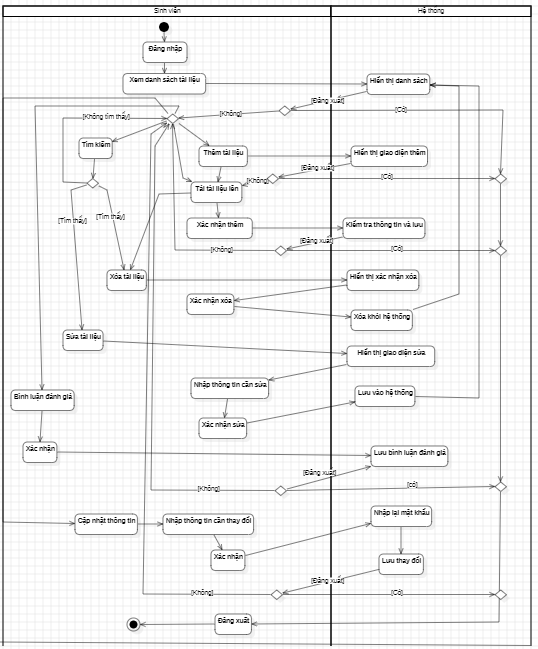 Sinh viên
Hệ thống
Đăng nhập
Xem danh sách tài liệu
Hiển thị danh sách
[Đăng xuất]
[Không]
[Có]
[Không tìm thấy]
Tìm kiếm
Thêm tài liệu
Hiển thị giao diện thêm
[Đăng xuất]
[Không]
[Có]
Tải tài liệu lên
[Tìm thấy]
[Tìm thấy]
Xác nhận thêm
Kiểm tra thông tin và lưu
[Đăng xuất]
[Không]
[Có]
Xóa tài liệu
Hiển thị xác nhận xóa
Xác nhận xóa
Xóa khỏi hệ thống
Sửa tài liệu
Hiển thị giao diện sửa
Nhập thông tin cần sửa
Lưu vào hệ thống
Bình luận đánh giá
Xác nhận sửa
Xác nhận
Lưu bình luận đánh giá
[Đăng xuất]
[Không]
[có]
Cập nhật thông tin
Nhập thông tin cần thay đổi
Nhập lại mật khẩu
Xác nhận
Lưu thay đổi
[Đăng xuất]
[Không]
[Có]
Đăng xuất